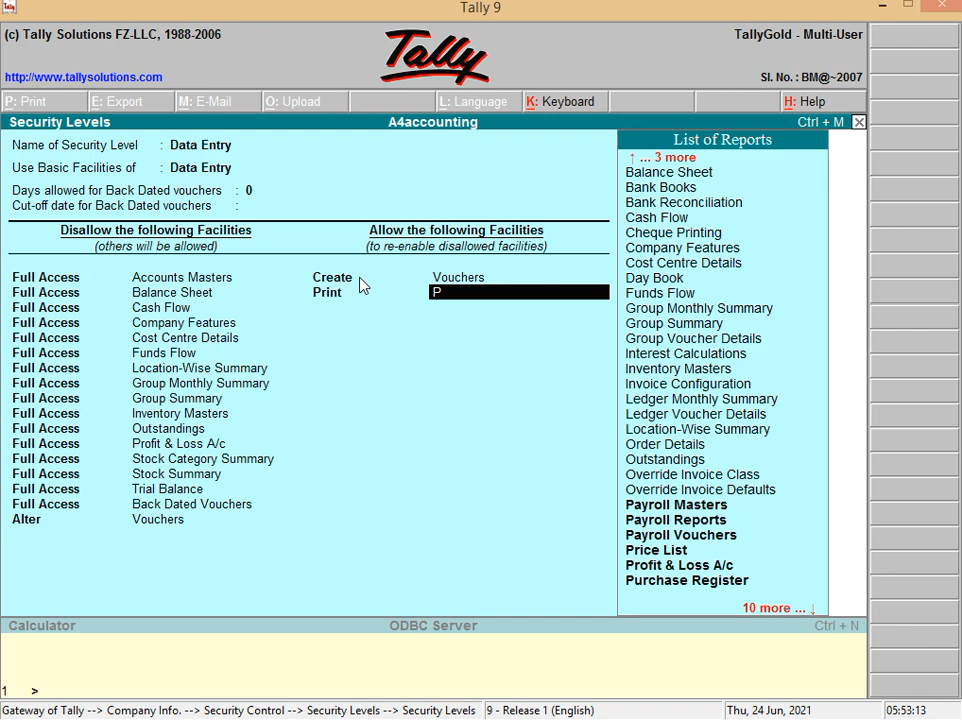 Tally 9
(c) Tally Solutions FZ-LLC, 1988-2006
Tally
TallyGold - Multi-User
http://www.tallysolutions.com
Sl. No. : BM@~2007
P: Print E: Export M: E-Mail O: Upload L: Language K: Keyboard H: Help
Security Levels A4accounting Ctrl + M
Name of Security Level : Data Entry
Use Basic Facilities of : Data Entry
Days allowed for Back Dated vouchers : 0
Cut-off date for Back Dated vouchers :
Disallow the following Facilities Allow the following Facilities
(others will be allowed) (to re-enable disallowed facilities)
Full Access Accounts Masters Create Vouchers
Full Access Balance Sheet Print P
Full Access Cash Flow
Full Access Company Features
Full Access Cost Centre Details
Full Access Funds Flow
Full Access Location-Wise Summary
Full Access Group Monthly Summary
Full Access Group Summary
Full Access Inventory Masters
Full Access Outstandings
Full Access Profit & Loss A/c
Full Access Stock Category Summary
Full Access Stock Summary
Full Access Trial Balance
Full Access Back Dated Vouchers
Alter Vouchers
List of Reports
↑ ... 3 more
Balance Sheet
Bank Books
Bank Reconciliation
Cash Flow
Cheque Printing
Company Features
Cost Centre Details
Day Book
Funds Flow
Group Monthly Summary
Group Summary
Group Voucher Details
Interest Calculations
Inventory Masters
Invoice Configuration
Ledger Monthly Summary
Ledger Voucher Details
Location-Wise Summary
Order Details
Outstandings
Override Invoice Class
Override Invoice Defaults
Payroll Masters
Payroll Reports
Payroll Vouchers
Price List
Profit & Loss A/c
Purchase Register
10 more ... ↓
Calculator ODBC Server Ctrl + N
1 >
Gateway of Tally --> Company Info. --> Security Control --> Security Levels --> Security Levels 9 - Release 1 (English) Thu, 24 Jun, 2021 05:53:13